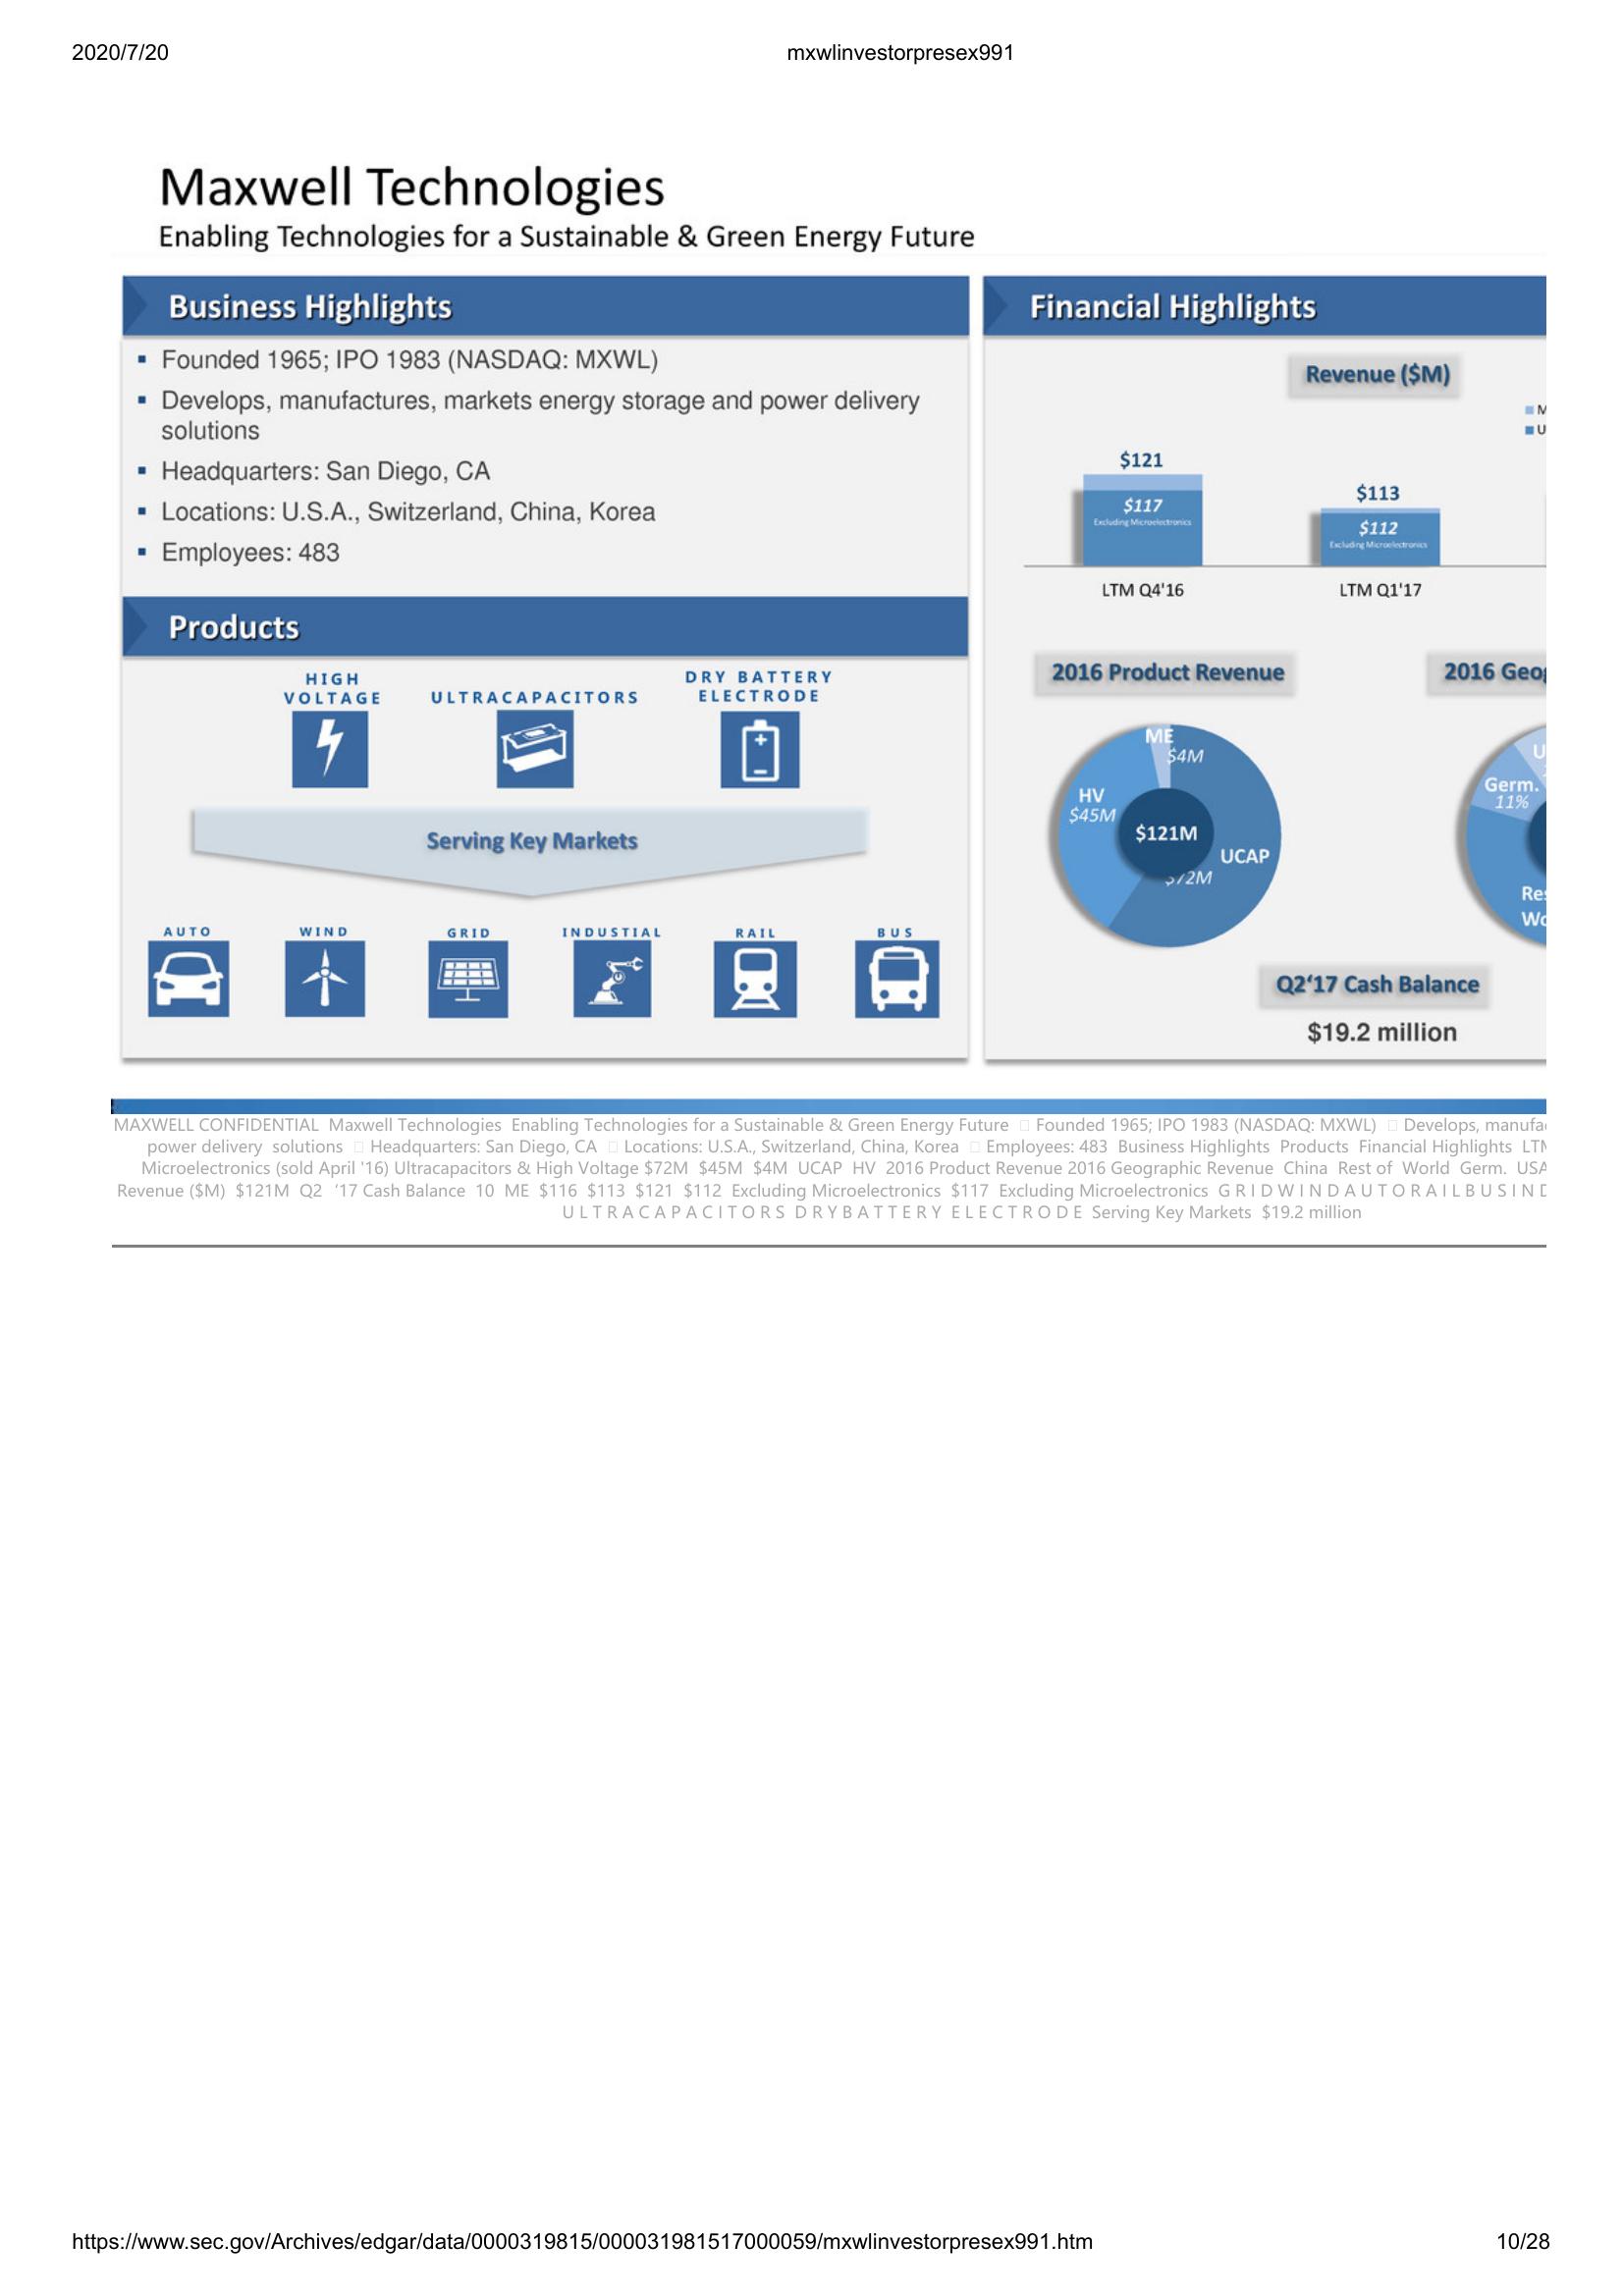 2020/7/20
mxwlinvestorpresex991
Maxwell Technologies
Enabling Technologies for a Sustainable & Green Energy Future
Business Highlights
▪ Founded 1965; IPO 1983 (NASDAQ: MXWL)
▪ Develops, manufactures, markets energy storage and power delivery
solutions
▪ Headquarters: San Diego, CA
▪ Locations: U.S.A., Switzerland, China, Korea
▪ Employees: 483
Products
HIGH
VOLTAGE
ULTRACAPACITORS
DRY BATTERY
ELECTRODE
Serving Key Markets
AUTO
WIND
GRID
INDUSTIAL
RAIL
BUS
Financial Highlights
Revenue ($M)
M
U
$121
$117
Excluding Microelectronics
LTM Q4'16
$113
$112
Excluding Microelectronics
LTM Q1'17
2016 Product Revenue
ME
$4M
HV
$45M
$121M
UCAP
$72M
2016 Geog
U
Germ.
11%
Res
Wo
Q2‘17 Cash Balance
$19.2 million
MAXWELL CONFIDENTIAL Maxwell Technologies Enabling Technologies for a Sustainable & Green Energy Future Founded 1965; IPO 1983 (NASDAQ: MXWL) Develops, manufac
power delivery solutions Headquarters: San Diego, CA Locations: U.S.A., Switzerland, China, Korea Employees: 483 Business Highlights Products Financial Highlights LTM
Microelectronics (sold April '16) Ultracapacitors & High Voltage $72M $45M $4M UCAP HV 2016 Product Revenue 2016 Geographic Revenue China Rest of World Germ. USA
Revenue ($M) $121M Q2 ‘17 Cash Balance 10 ME $116 $113 $121 $112 Excluding Microelectronics $117 Excluding Microelectronics G R I D W I N D A U T O R A I L B U S I N D
U L T R A C A P A C I T O R S D R Y B A T T E R Y E L E C T R O D E Serving Key Markets $19.2 million
https://www.sec.gov/Archives/edgar/data/0000319815/000031981517000059/mxwlinvestorpresex991.htm
10/28